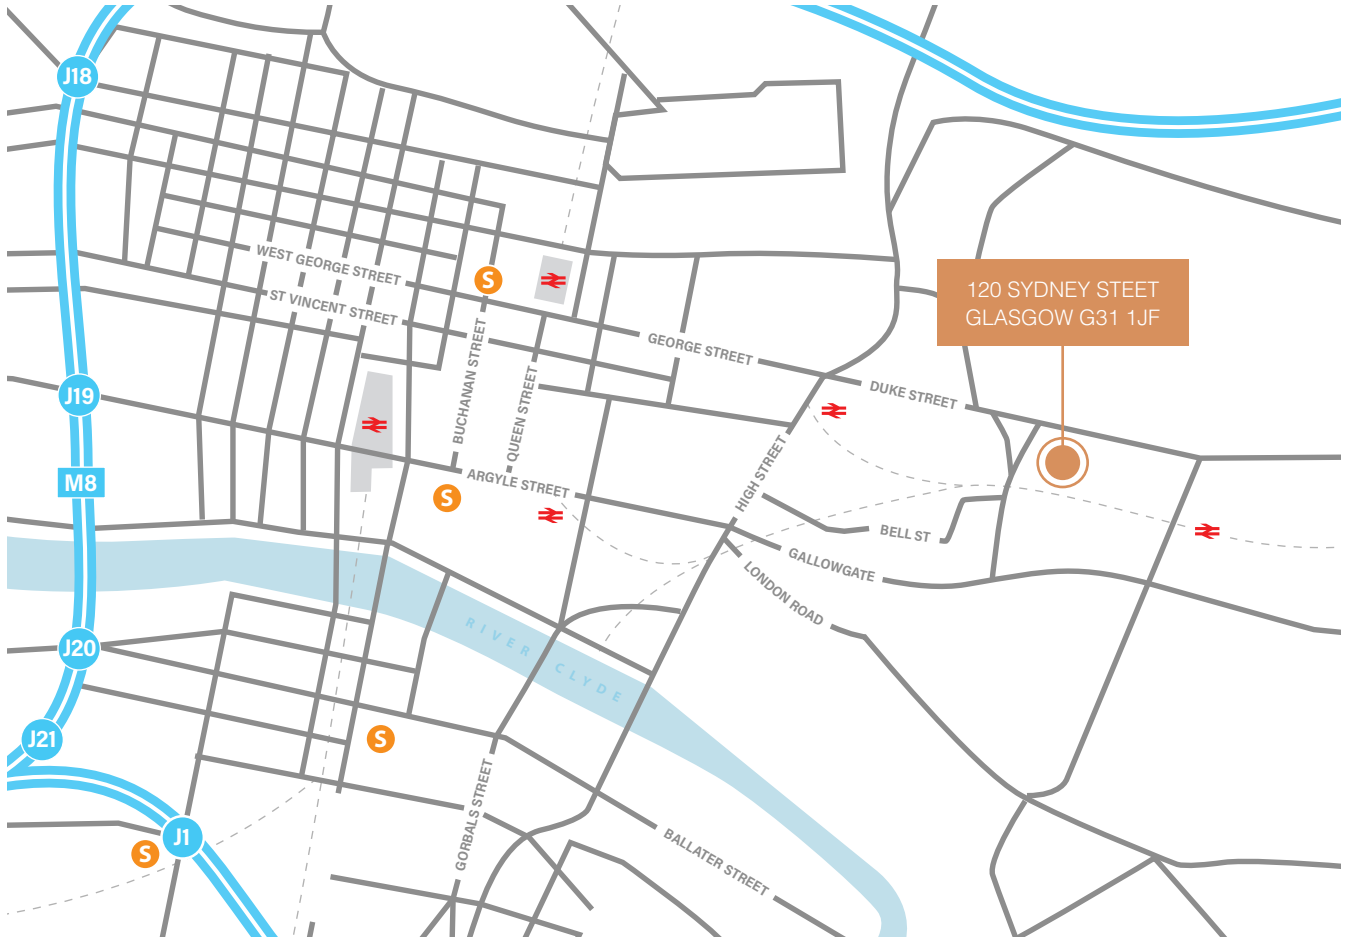 J18
WEST GEORGE STREET
S
120 SYDNEY STEET
GLASGOW G31 1JF
ST VINCENT STREET
GEORGE STREET
BUCHANAN STREET
QUEEN STREET
DUKE STREET
J19
HIGH STREET
M8
ARGYLE STREET
S
BELL ST
GALLOWGATE
LONDON ROAD
RIVER CLYDE
J20
J21
S
GORBALS STREET
J1
S
BALLATER STREET